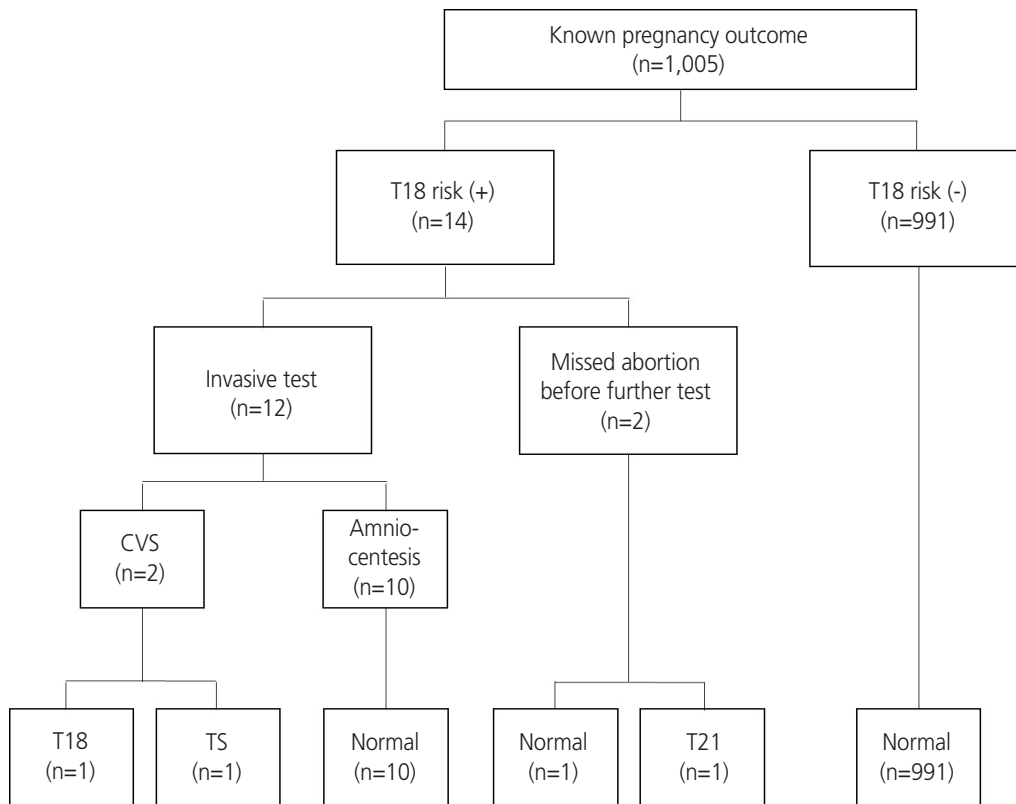 Known pregnancy outcome
(n=1,005)
T18 risk (+)
(n=14)
T18 risk (-)
(n=991)
Invasive test
(n=12)
Missed abortion
before further test
(n=2)
CVS
(n=2)
Amnio-
centesis
(n=10)
T18
(n=1)
TS
(n=1)
Normal
(n=10)
Normal
(n=1)
T21
(n=1)
Normal
(n=991)